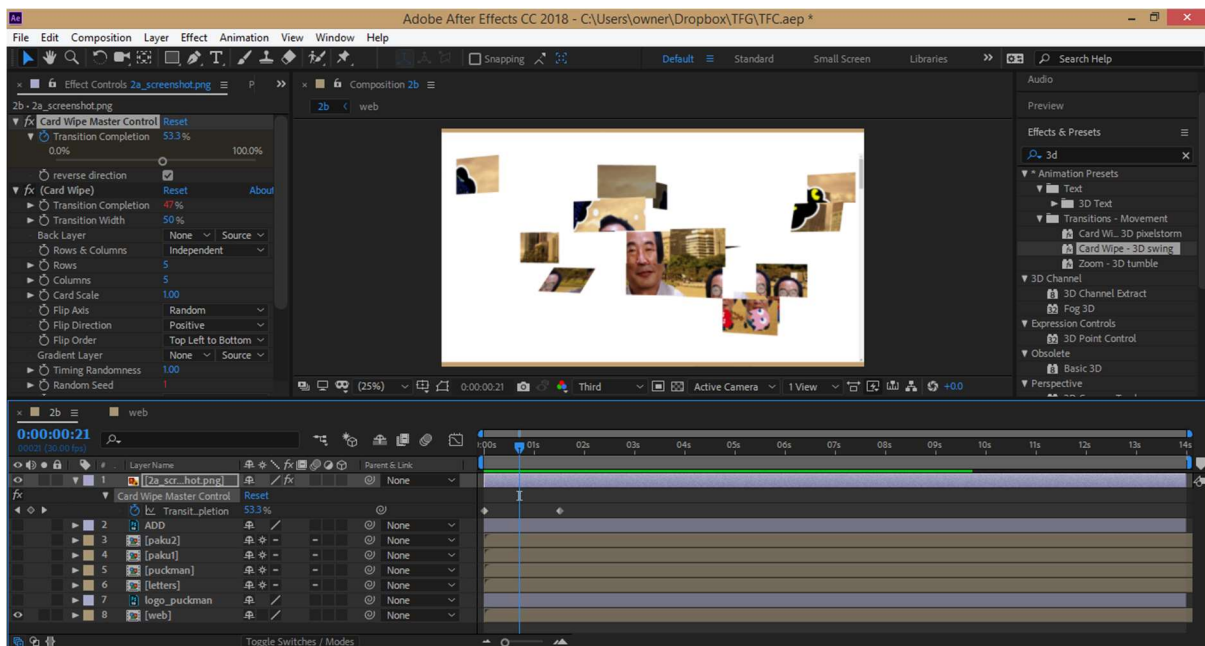 Ae Adobe After Effects CC 2018 - C:\Users\owner\Dropbox\TFG\TFC.aep *
File Edit Composition Layer Effect Animation View Window Help
Snapping Default Standard Small Screen Libraries Search Help
Effect Controls 2a_screenshot.png P
2b • 2a_screenshot.png
fx Card Wipe Master Control Reset
Transition Completion 53.3%
0.0% 100.0%
reverse direction
fx (Card Wipe) Reset About
Transition Completion 47%
Transition Width 50%
Back Layer None Source
Rows & Columns Independent
Rows 5
Columns 5
Card Scale 1.00
Flip Axis Random
Flip Direction Positive
Flip Order Top Left to Bottom
Gradient Layer None Source
Timing Randomness 1.00
Random Seed 1
Composition 2b
2b web
(25%) 0:00:00:21 Third Active Camera 1 View +0.0
Audio
Preview
Effects & Presets
3d
* Animation Presets
Text
3D Text
Transitions - Movement
Card Wi... 3D pixelstorm
Card Wipe - 3D swing
Zoom - 3D tumble
3D Channel
3D Channel Extract
Fog 3D
Expression Controls
3D Point Control
Obsolete
Basic 3D
Perspective
2b web
0:00:00:21
00021 (30.00 fps)
:00s 01s 02s 03s 04s 05s 06s 07s 08s 09s 10s 11s 12s 13s 14s
# Layer Name fx Parent & Link
1 [2a_scr...hot.png] fx None
fx Card Wipe Master Control Reset
Transit...pletion 53.3%
2 ADD None
3 [paku2] None
4 [paku1] None
5 [puckman] None
6 [letters] None
7 logo_puckman None
8 [web] None
Toggle Switches / Modes